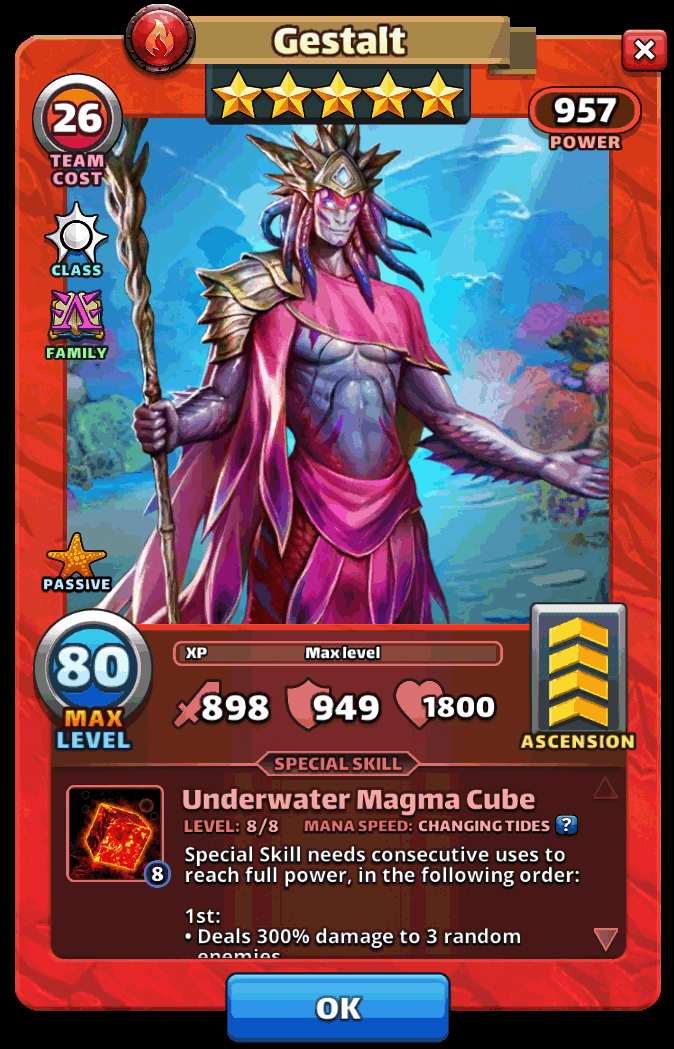 Gestalt
26
TEAM
COST
957
POWER
CLASS
FAMILY
PASSIVE
80
MAX
LEVEL
XP Max level
898 949 1800
ASCENSION
SPECIAL SKILL
Underwater Magma Cube
LEVEL: 8/8 MANA SPEED: CHANGING TIDES ?
8
Special Skill needs consecutive uses to
reach full power, in the following order:
1st:
• Deals 300% damage to 3 random
enemies
OK